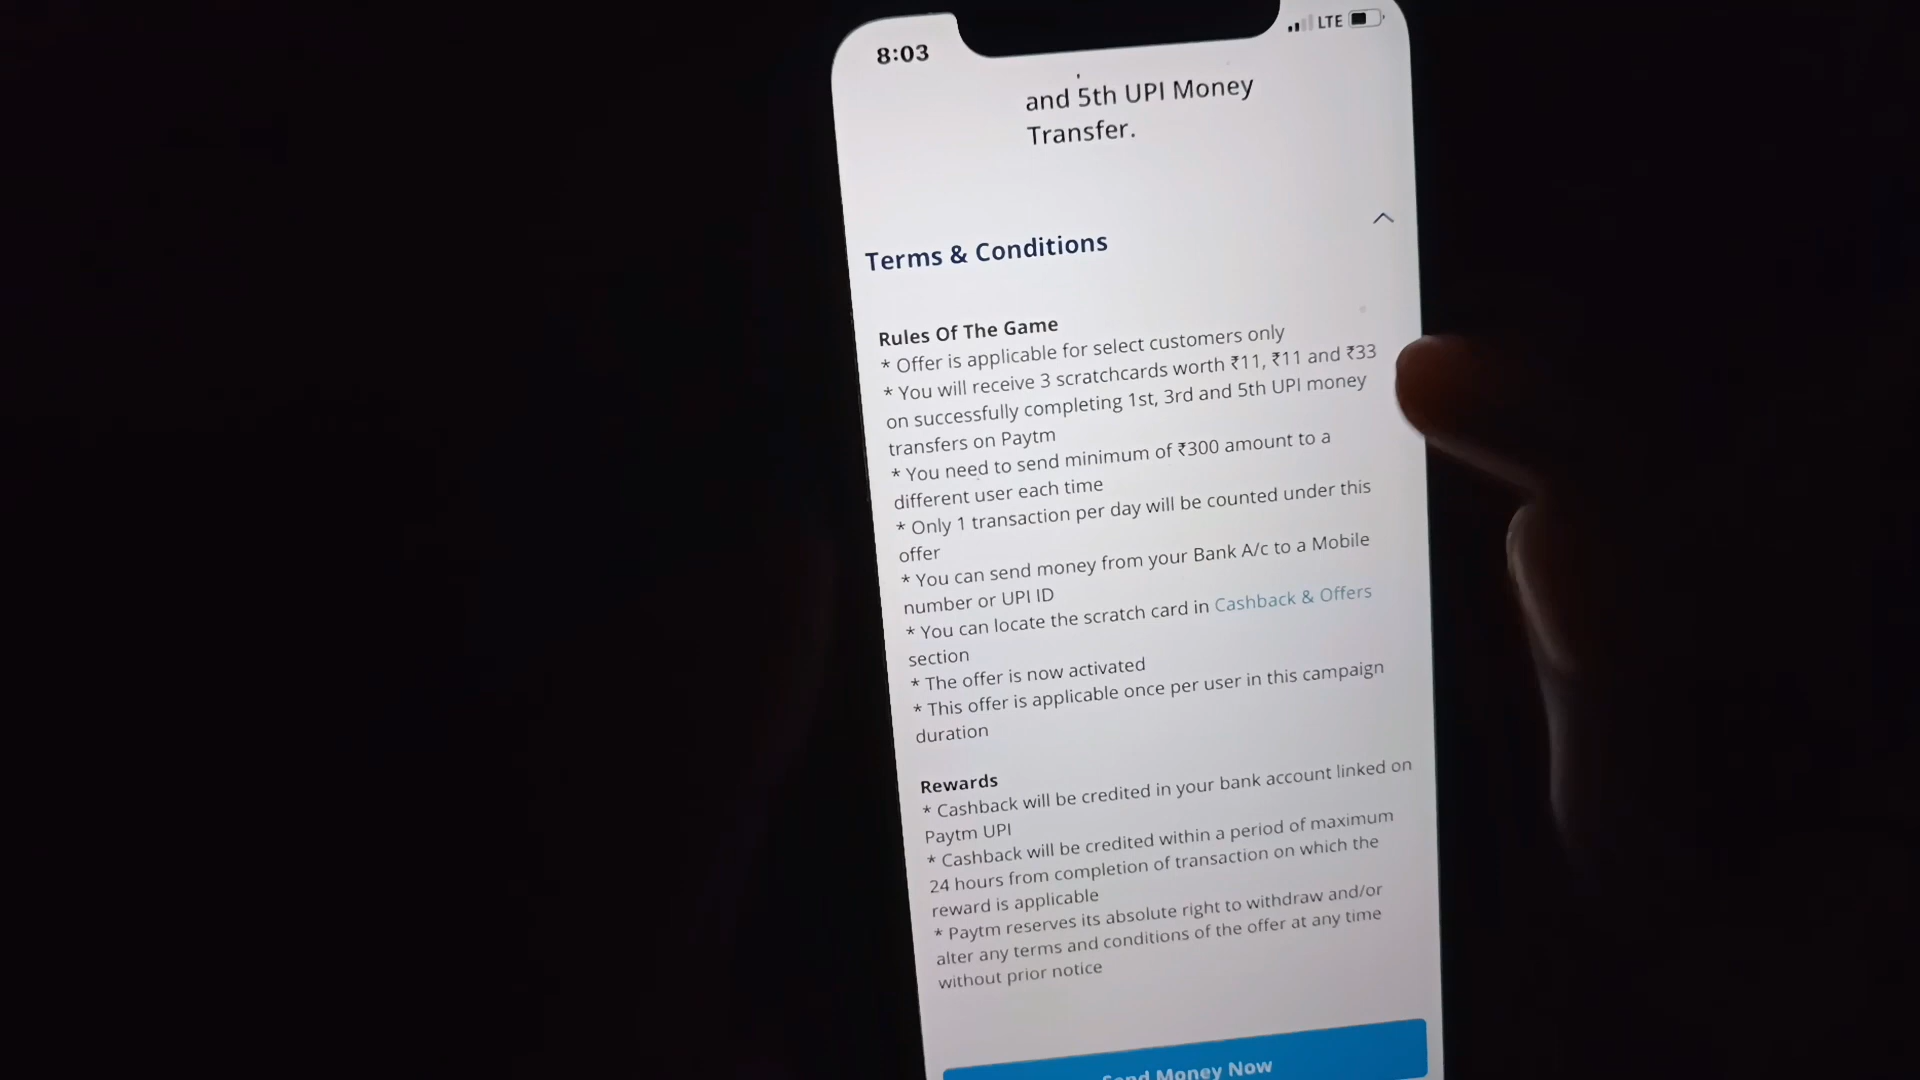 8:03
LTE
and 5th UPI Money
Transfer.
Terms & Conditions
Rules Of The Game
* Offer is applicable for select customers only
* You will receive 3 scratchcards worth ₹11, ₹11 and ₹33
on successfully completing 1st, 3rd and 5th UPI money
transfers on Paytm
* You need to send minimum of ₹300 amount to a
different user each time
* Only 1 transaction per day will be counted under this
offer
* You can send money from your Bank A/c to a Mobile
number or UPI ID
* You can locate the scratch card in Cashback & Offers
section
* The offer is now activated
* This offer is applicable once per user in this campaign
duration
Rewards
* Cashback will be credited in your bank account linked on
Paytm UPI
* Cashback will be credited within a period of maximum
24 hours from completion of transaction on which the
reward is applicable
* Paytm reserves its absolute right to withdraw and/or
alter any terms and conditions of the offer at any time
without prior notice
Send Money Now